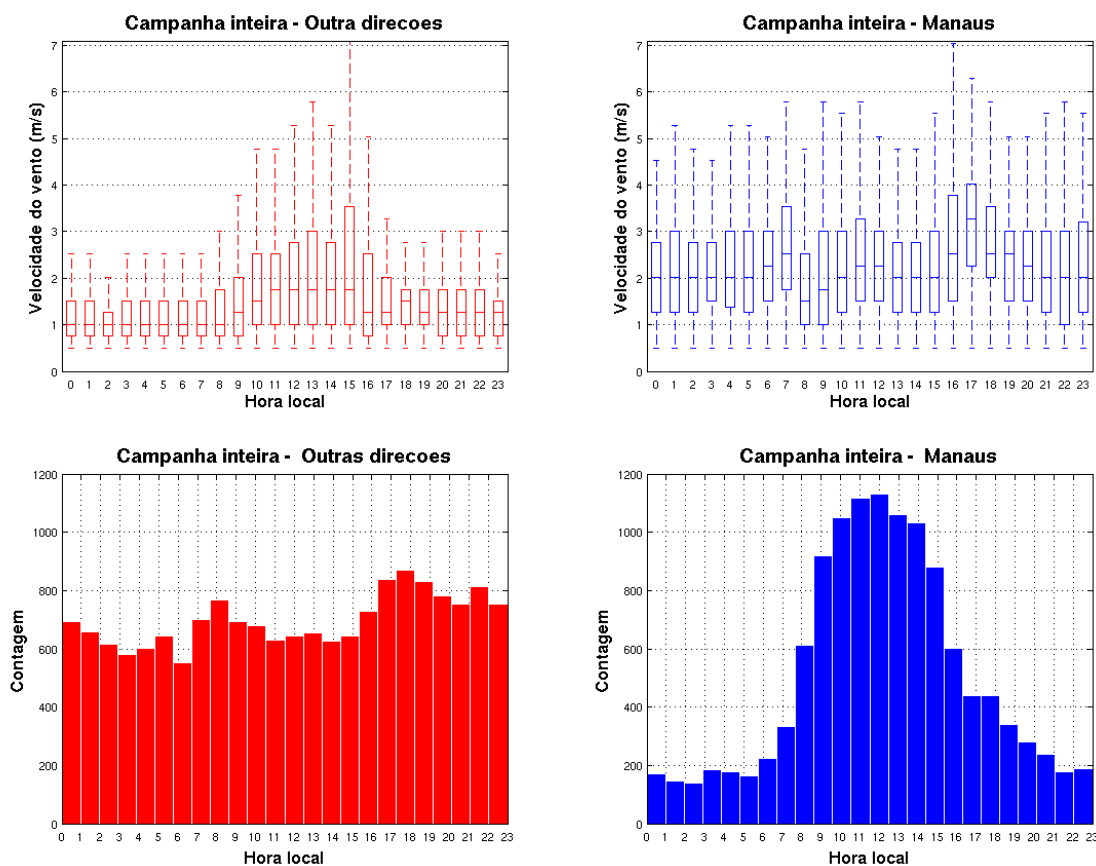 Campanha inteira - Outra direcoes
Velocidade do vento (m/s)
7
6
5
4
3
2
1
0
0 1 2 3 4 5 6 7 8 9 10 11 12 13 14 15 16 17 18 19 20 21 22 23
Hora local
Campanha inteira - Manaus
Velocidade do vento (m/s)
7
6
5
4
3
2
1
0
0 1 2 3 4 5 6 7 8 9 10 11 12 13 14 15 16 17 18 19 20 21 22 23
Hora local
Campanha inteira - Outras direcoes
Contagem
1200
1000
800
600
400
200
0
0 1 2 3 4 5 6 7 8 9 10 11 12 13 14 15 16 17 18 19 20 21 22 23
Hora local
Campanha inteira - Manaus
Contagem
1200
1000
800
600
400
200
0
0 1 2 3 4 5 6 7 8 9 10 11 12 13 14 15 16 17 18 19 20 21 22 23
Hora local